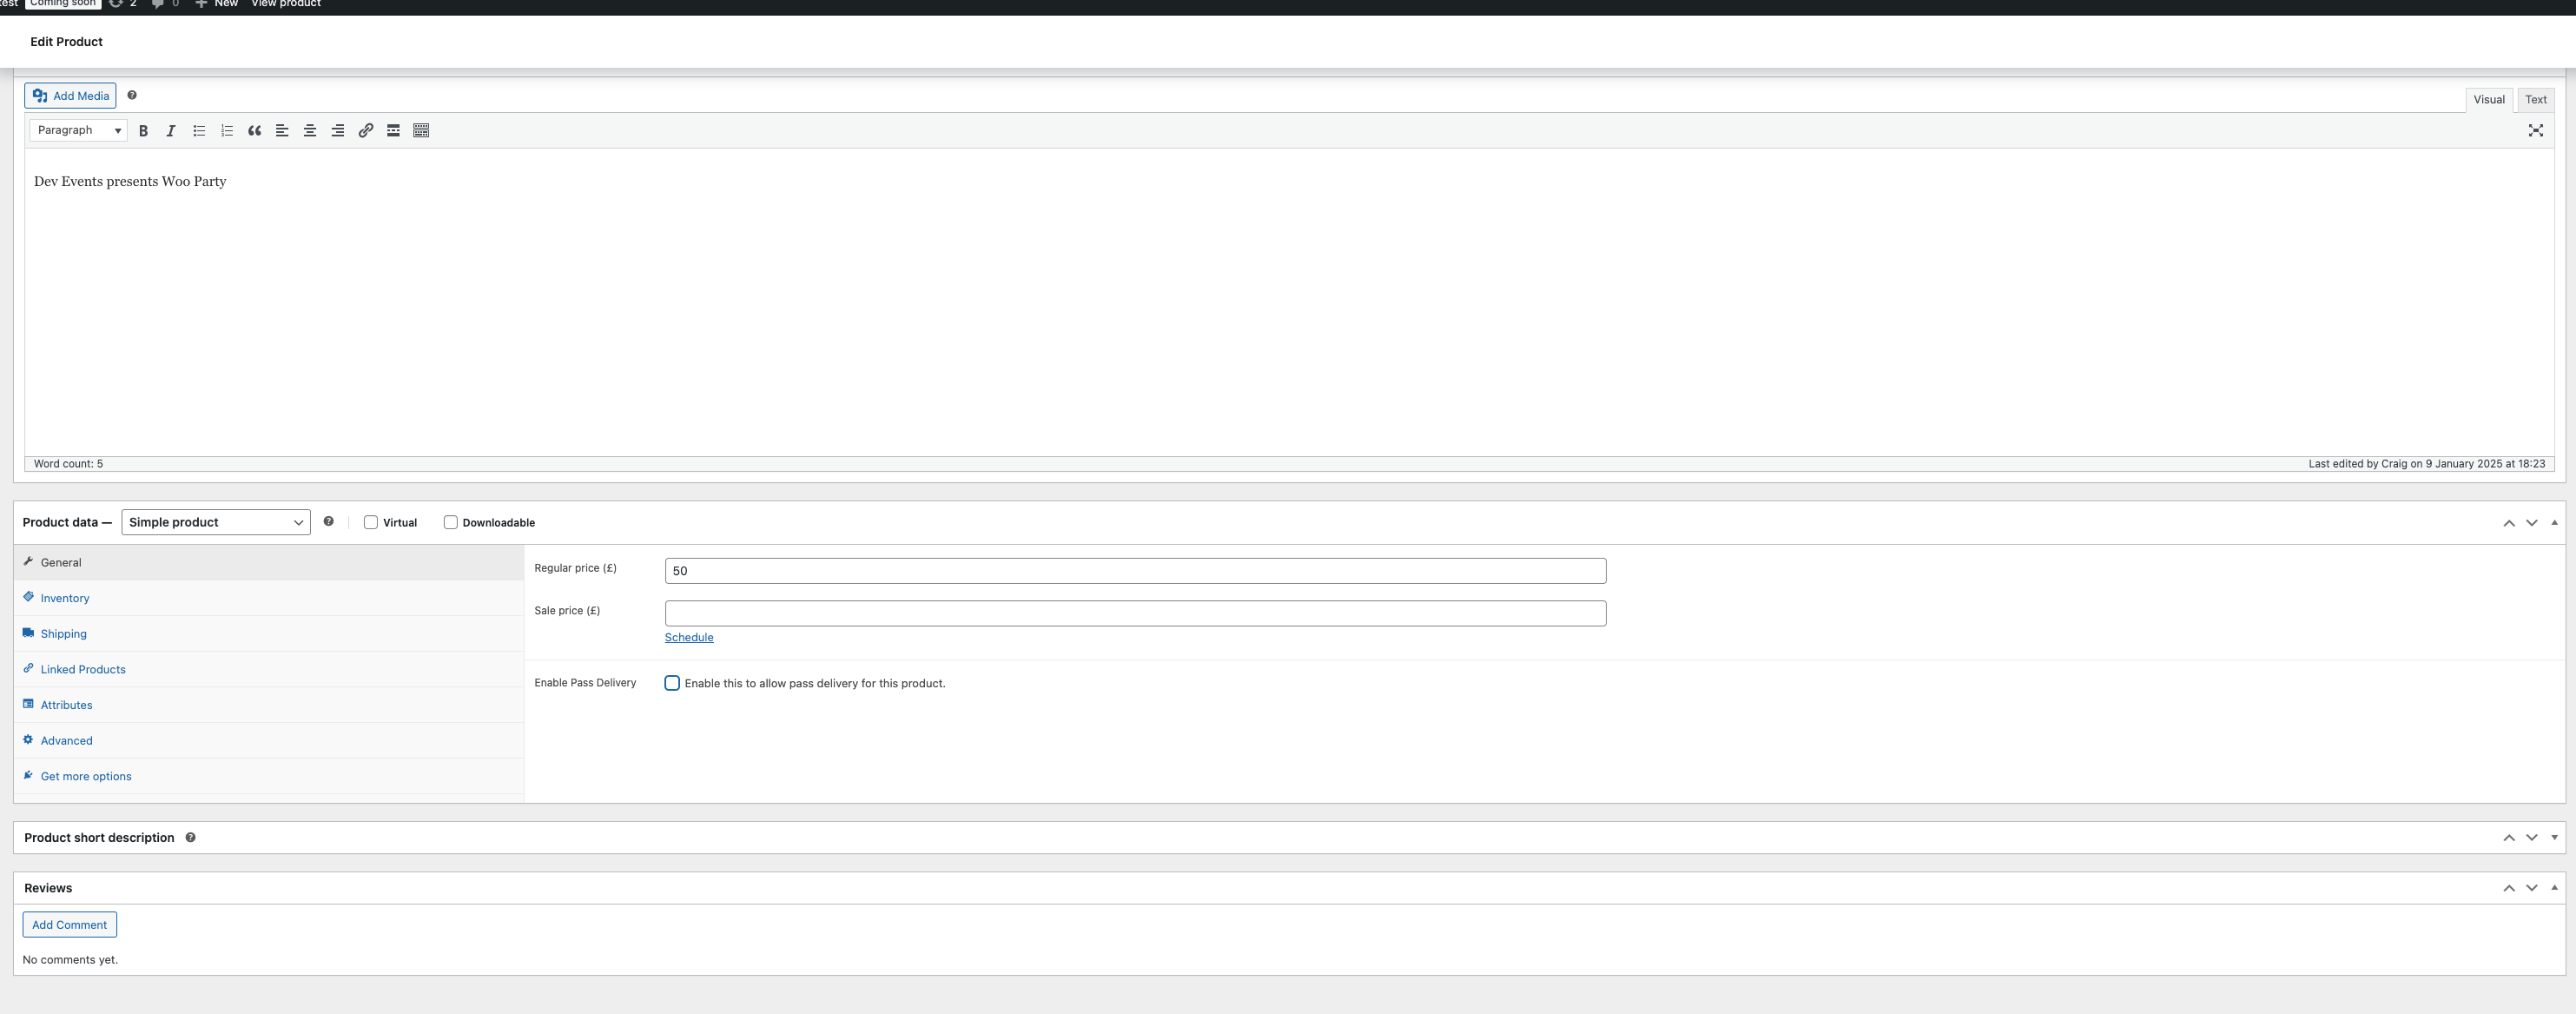 test Coming soon 2 0 New View product
Edit Product
Add Media
Visual Text
Paragraph
Dev Events presents Woo Party
Word count: 5 Last edited by Craig on 9 January 2025 at 18:23
Product data — Simple product Virtual Downloadable
General
Regular price (£) 50
Inventory
Sale price (£)
Shipping
Schedule
Linked Products
Enable Pass Delivery Enable this to allow pass delivery for this product.
Attributes
Advanced
Get more options
Product short description
Reviews
Add Comment
No comments yet.